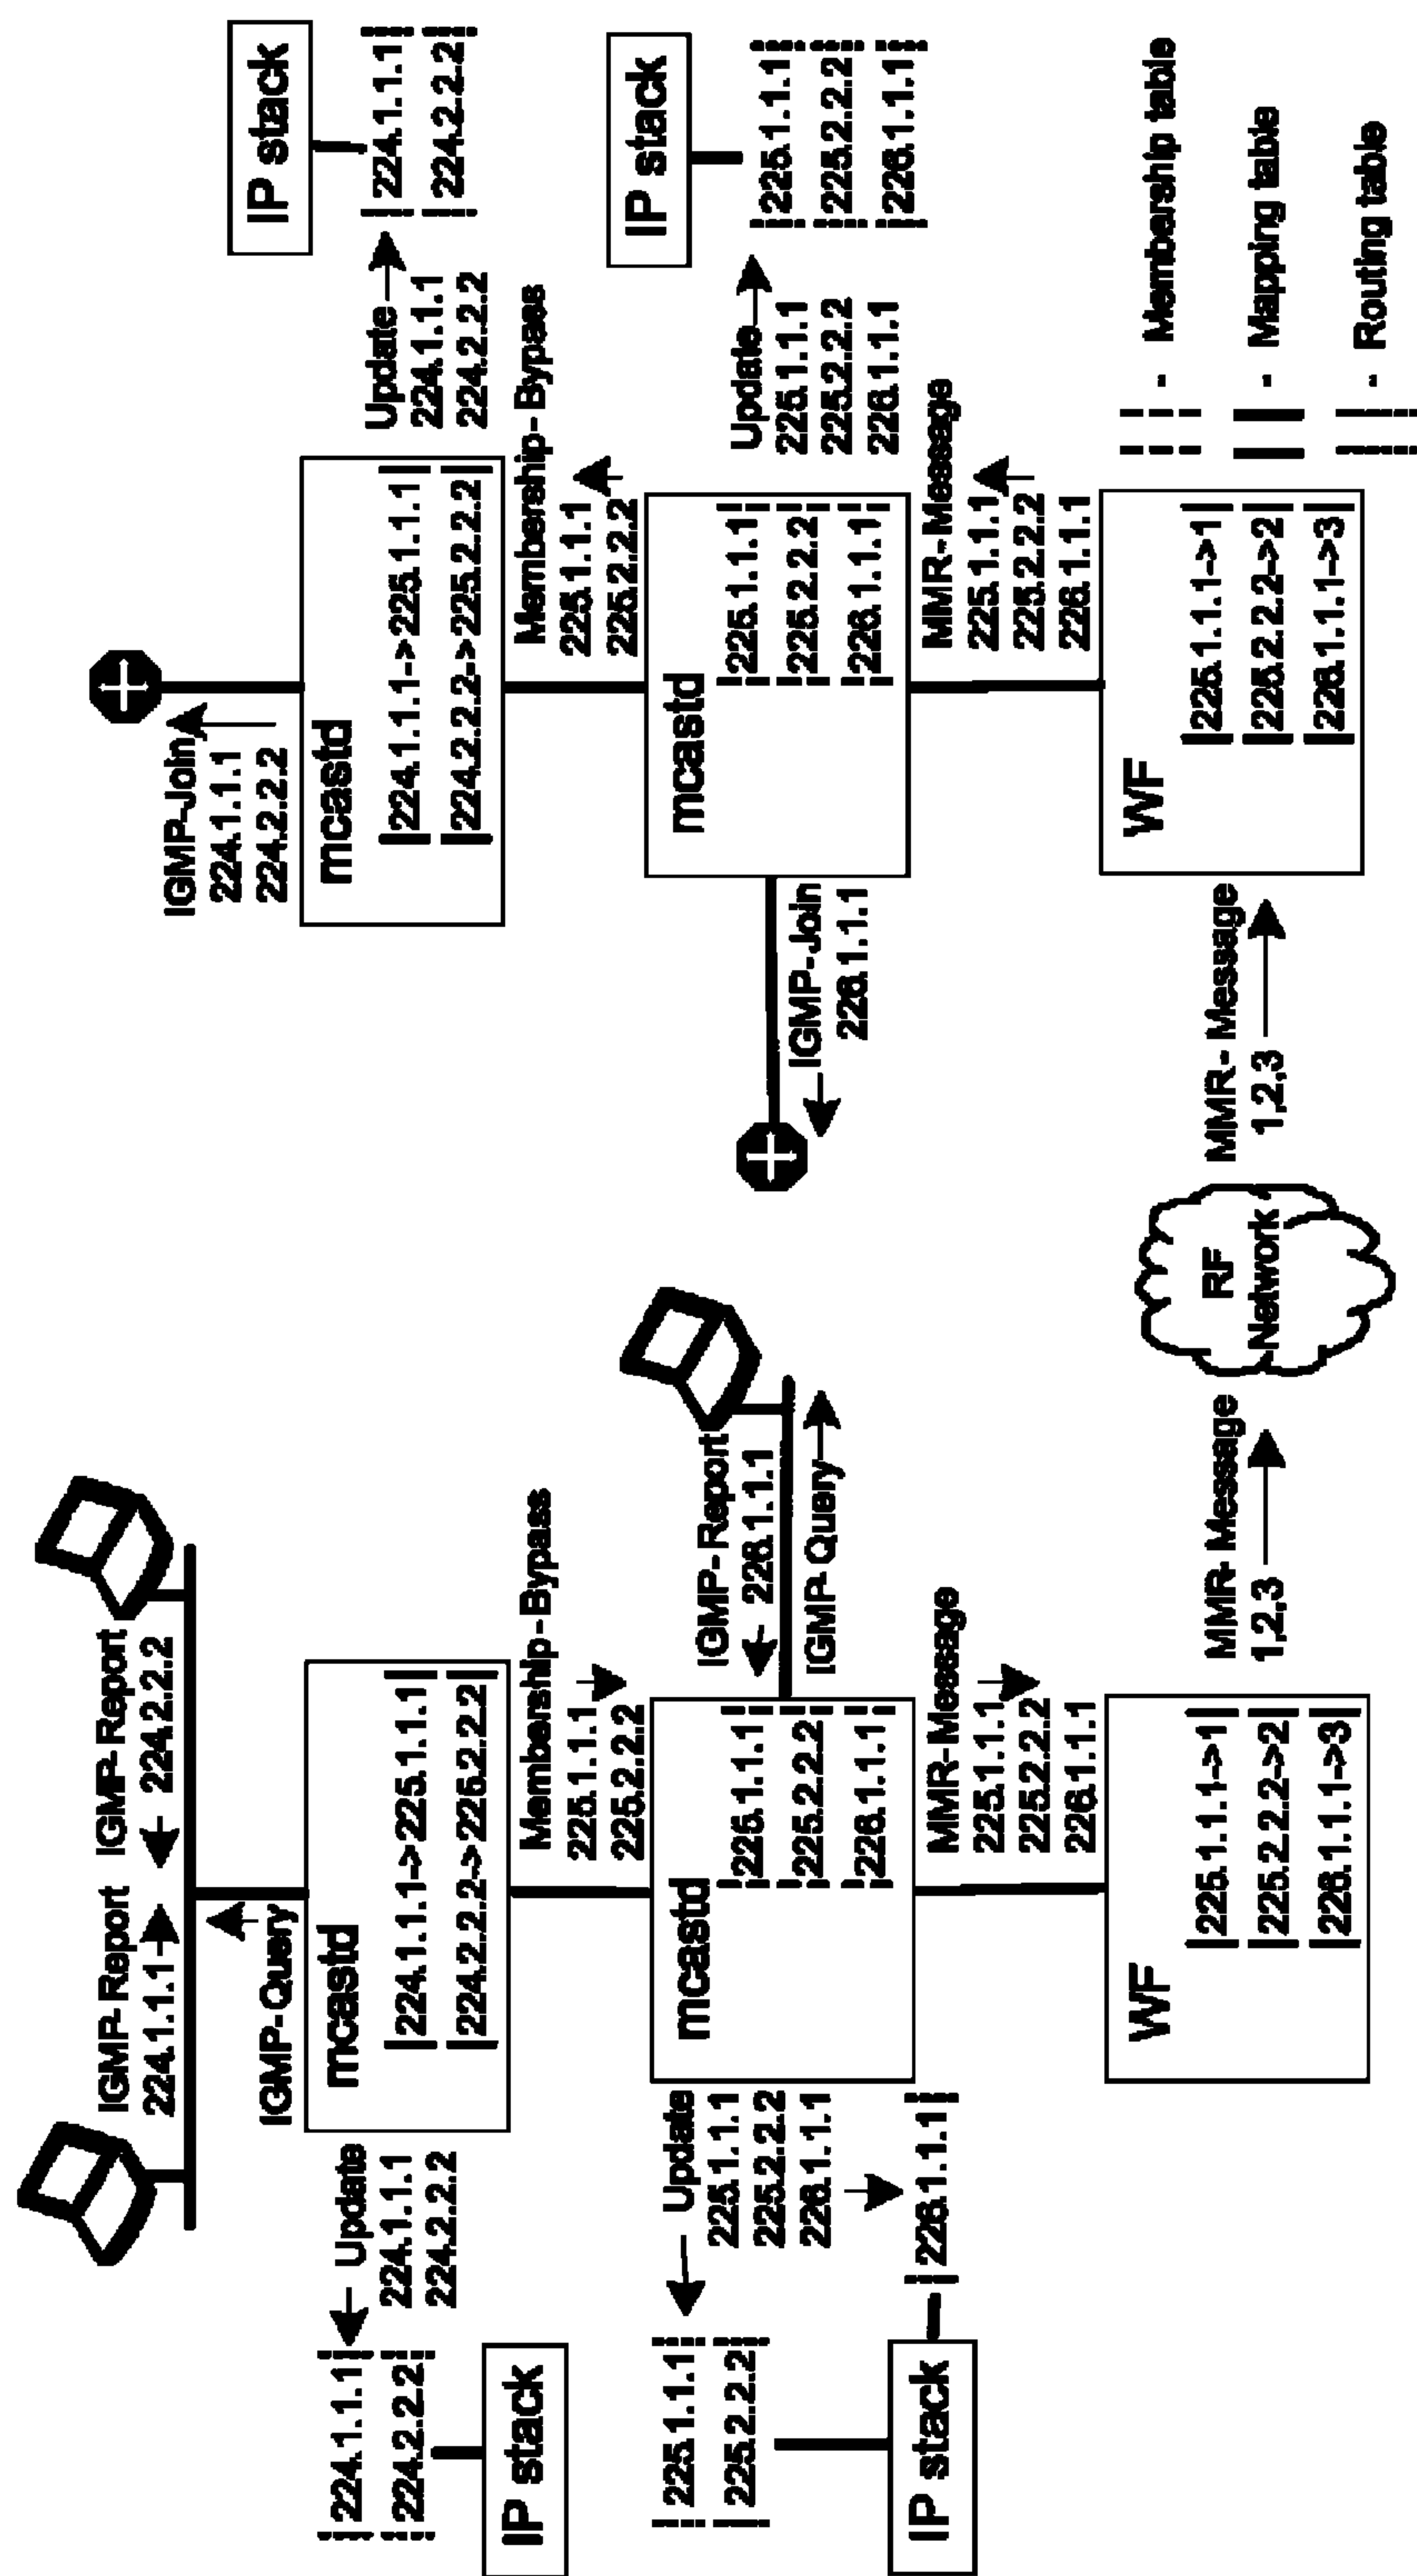 IGMP-Report
224.1.1.1
IGMP-Report
224.2.2.2
IGMP-Query
mcastd
|224.1.1.1->225.1.1.1|
|224.2.2.2->225.2.2.2|
Update
224.1.1.1
224.2.2.2
|224.1.1.1|
|224.2.2.2|
IP stack
Membership-Bypass
225.1.1.1
225.2.2.2
mcastd
|225.1.1.1|
|225.2.2.2|
|226.1.1.1|
IGMP-Report
226.1.1.1
IGMP-Query
Update
225.1.1.1
225.2.2.2
226.1.1.1
|225.1.1.1|
|225.2.2.2|
|226.1.1.1|
IP stack
MMR-Message
225.1.1.1
225.2.2.2
226.1.1.1
WF
|225.1.1.1->1|
|225.2.2.2->2|
|226.1.1.1->3|
MMR-Message
1,2,3
RF
Network
MMR-Message
1,2,3
IGMP-Join
224.1.1.1
224.2.2.2
mcastd
|224.1.1.1->225.1.1.1|
|224.2.2.2->225.2.2.2|
Update
224.1.1.1
224.2.2.2
IP stack
|224.1.1.1|
|224.2.2.2|
Membership-Bypass
225.1.1.1
225.2.2.2
mcastd
|225.1.1.1|
|225.2.2.2|
|226.1.1.1|
IGMP-Join
226.1.1.1
Update
225.1.1.1
225.2.2.2
226.1.1.1
IP stack
|225.1.1.1|
|225.2.2.2|
|226.1.1.1|
MMR-Message
225.1.1.1
225.2.2.2
226.1.1.1
WF
|225.1.1.1->1|
|225.2.2.2->2|
|226.1.1.1->3|
- Membership table
- Mapping table
- Routing table